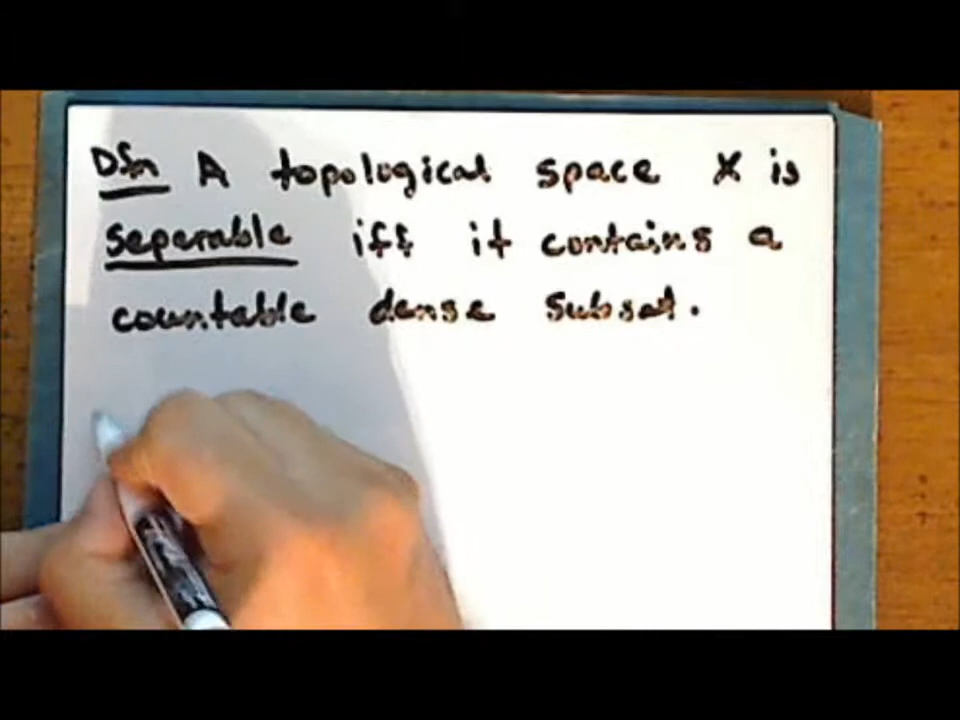 Dfn A topological space X is
seperable iff it contains a
countable dense subset.